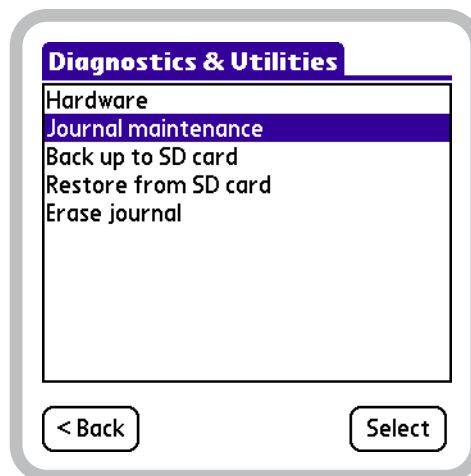 Diagnostics & Utilities
Hardware
Journal maintenance
Back up to SD card
Restore from SD card
Erase journal
< Back
Select